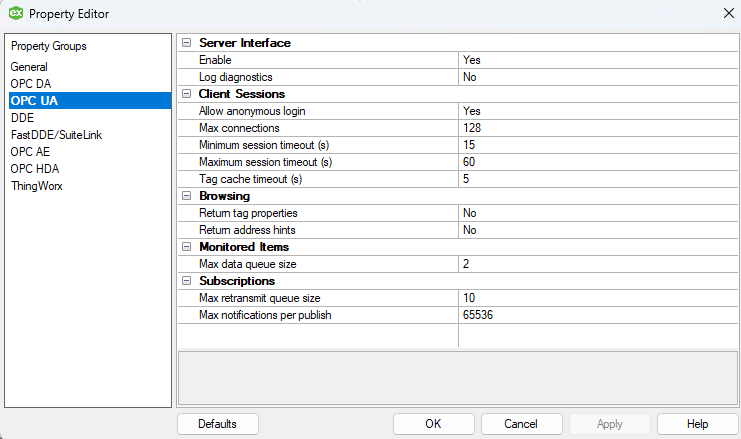 ex Property Editor
Property Groups
General
OPC DA
OPC UA
DDE
FastDDE/SuiteLink
OPC AE
OPC HDA
ThingWorx
Server Interface
Enable Yes
Log diagnostics No
Client Sessions
Allow anonymous login Yes
Max connections 128
Minimum session timeout (s) 15
Maximum session timeout (s) 60
Tag cache timeout (s) 5
Browsing
Return tag properties No
Return address hints No
Monitored Items
Max data queue size 2
Subscriptions
Max retransmit queue size 10
Max notifications per publish 65536
Defaults OK Cancel Apply Help